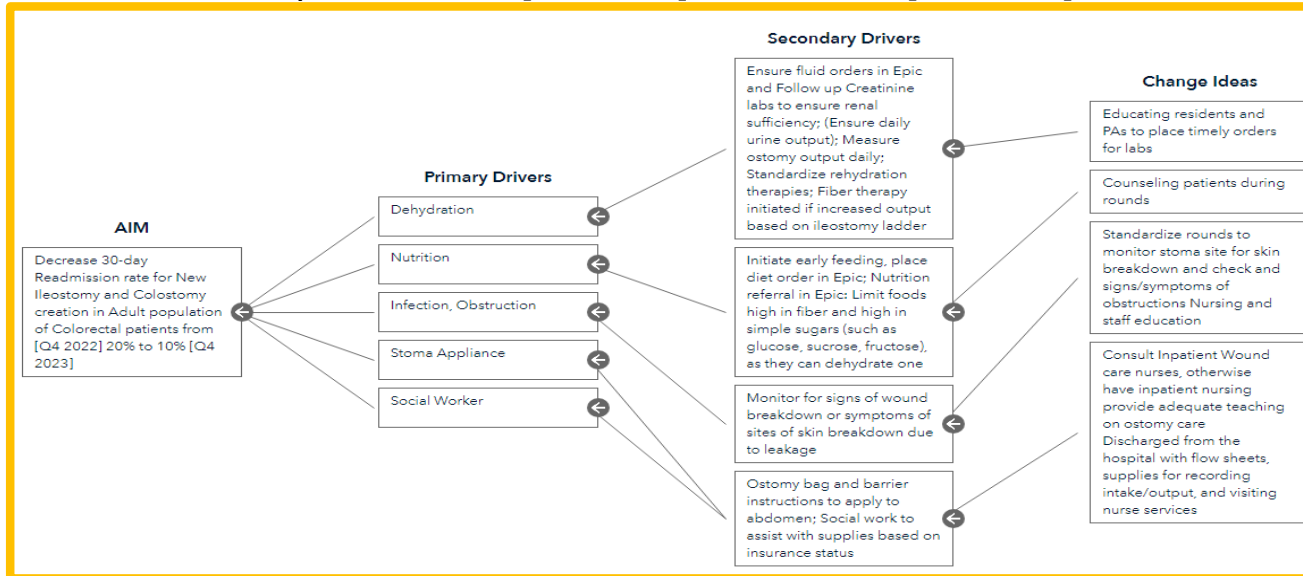 AIM
Decrease 30-day
Readmission rate for New
Ileostomy and Colostomy
creation in Adult population
of Colorectal patients from
[Q4 2022] 20% to 10% [Q4
2023]
Primary Drivers
Dehydration
Nutrition
Infection, Obstruction
Stoma Appliance
Social Worker
Secondary Drivers
Ensure fluid orders in Epic
and Follow up Creatinine
labs to ensure renal
sufficiency; (Ensure daily
urine output); Measure
ostomy output daily;
Standardize rehydration
therapies; Fiber therapy
initiated if increased output
based on ileostomy ladder
Initiate early feeding, place
diet order in Epic; Nutrition
referral in Epic: Limit foods
high in fiber and high in
simple sugars (such as
glucose, sucrose, fructose),
as they can dehydrate one
Monitor for signs of wound
breakdown or symptoms of
sites of skin breakdown due
to leakage
Ostomy bag and barrier
instructions to apply to
abdomen; Social work to
assist with supplies based on
insurance status
Change Ideas
Educating residents and
PAs to place timely orders
for labs
Counseling patients during
rounds
Standardize rounds to
monitor stoma site for skin
breakdown and check and
signs/symptoms of
obstructions Nursing and
staff education
Consult Inpatient Wound
care nurses, otherwise
have inpatient nursing
provide adequate teaching
on ostomy care
Discharged from the
hospital with flow sheets,
supplies for recording
intake/output, and visiting
nurse services